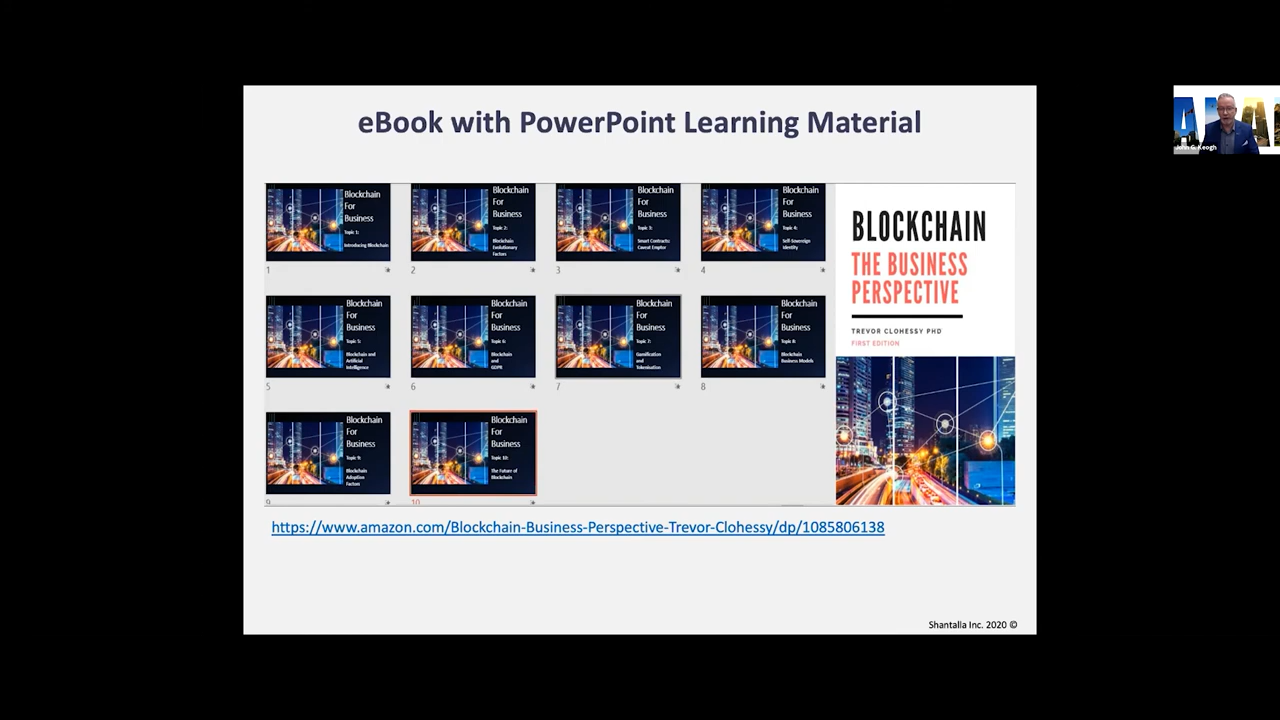 eBook with PowerPoint Learning Material
Blockchain
For
Business
Topic 1:
Introducing Blockchain
1
Blockchain
For
Business
Topic 2:
Blockchain
Evolutionary
Factors
2
Blockchain
For
Business
Topic 3:
Smart Contracts:
Caveat Emptor
3
Blockchain
For
Business
Topic 4:
Self-Sovereign
Identity
4
Blockchain
For
Business
Topic 5:
Blockchain and
Artificial
Intelligence
5
Blockchain
For
Business
Topic 6:
Blockchain
and
GDPR
6
Blockchain
For
Business
Topic 7:
Gamification
and
Tokenisation
7
Blockchain
For
Business
Topic 8:
Blockchain
Business Models
8
Blockchain
For
Business
Topic 9:
Blockchain
Adoption
Factors
9
Blockchain
For
Business
Topic 10:
The Future of
Blockchain
10
BLOCKCHAIN
THE BUSINESS
PERSPECTIVE
TREVOR CLOHESSY PHD
FIRST EDITION
https://www.amazon.com/Blockchain-Business-Perspective-Trevor-Clohessy/dp/1085806138
Shantalla Inc. 2020 ©
John G. Keogh